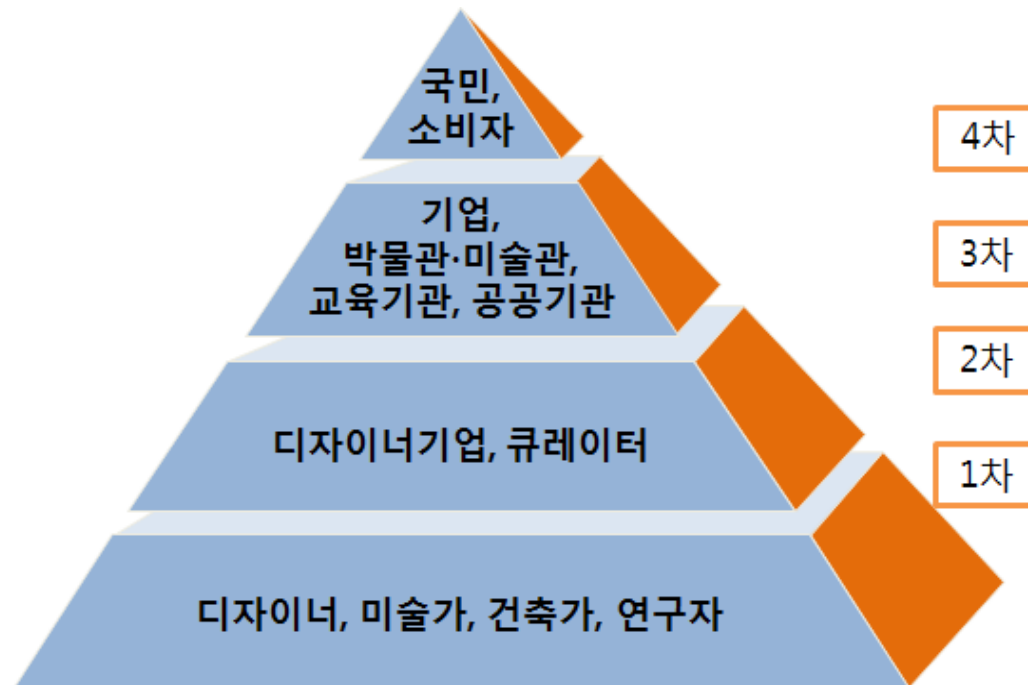 국민,
소비자
4차
기업,
박물관·미술관,
교육기관, 공공기관
3차
2차
디자이너기업, 큐레이터
1차
디자이너, 미술가, 건축가, 연구자